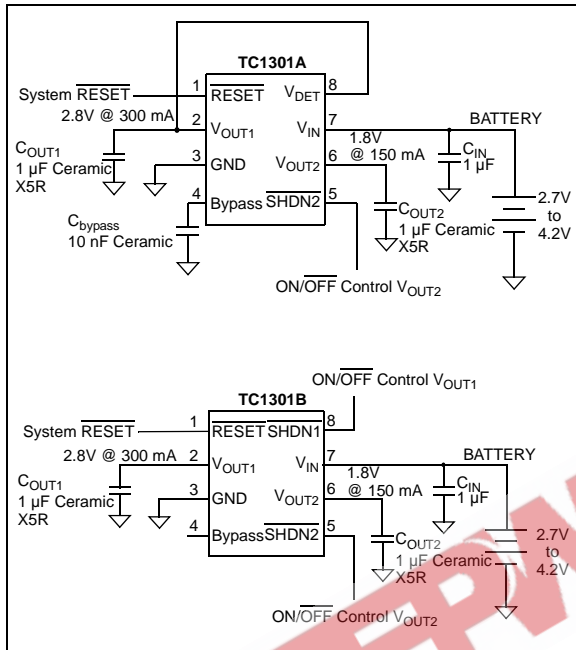 TC1301A
System RESET
1
RESET
VDET
8
2.8V @ 300 mA
2
VOUT1
VIN
7
BATTERY
COUT1
1 µF Ceramic
X5R
3
GND
VOUT2
6
1.8V
@ 150 mA
CIN
1 µF
4
Bypass
SHDN2
5
Cbypass
10 nF Ceramic
COUT2
1 µF Ceramic
X5R
2.7V
to
4.2V
ON/OFF Control VOUT2
ON/OFF Control VOUT1
TC1301B
System RESET
1
RESET
SHDN1
8
2.8V @ 300 mA
2
VOUT1
VIN
7
BATTERY
COUT1
1 µF Ceramic
X5R
3
GND
VOUT2
6
1.8V
@ 150 mA
CIN
1 µF
4
Bypass
SHDN2
5
COUT2
1 µF Ceramic
X5R
2.7V
to
4.2V
ON/OFF Control VOUT2